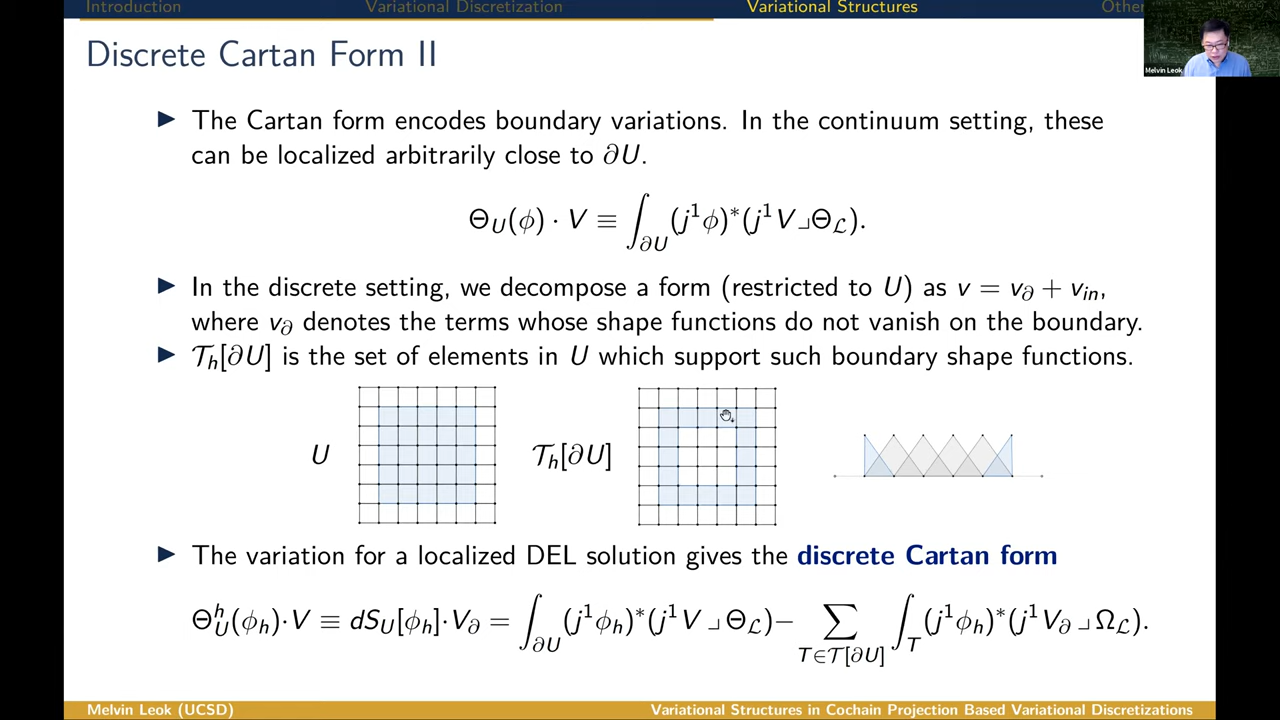 Introduction Variational Discretization Variational Structures Other
Discrete Cartan Form II
Melvin Leok
▶ The Cartan form encodes boundary variations. In the continuum setting, these
can be localized arbitrarily close to ∂U.
Θ_U(ϕ) · V ≡ ∫_{∂U} (j¹ϕ)*(j¹V ⌟ Θ_ℒ).
▶ In the discrete setting, we decompose a form (restricted to U) as v = v_∂ + v_{in},
where v_∂ denotes the terms whose shape functions do not vanish on the boundary.
▶ 𝒯_h[∂U] is the set of elements in U which support such boundary shape functions.
U 𝒯_h[∂U]
▶ The variation for a localized DEL solution gives the discrete Cartan form
Θ^h_U(ϕ_h)·V ≡ dS_U[ϕ_h]·V_∂ = ∫_{∂U} (j¹ϕ_h)*(j¹V ⌟ Θ_ℒ) − ∑_{T∈𝒯[∂U]} ∫_T (j¹ϕ_h)*(j¹V_∂ ⌟ Ω_ℒ).
Melvin Leok (UCSD) Variational Structures in Cochain Projection Based Variational Discretizations